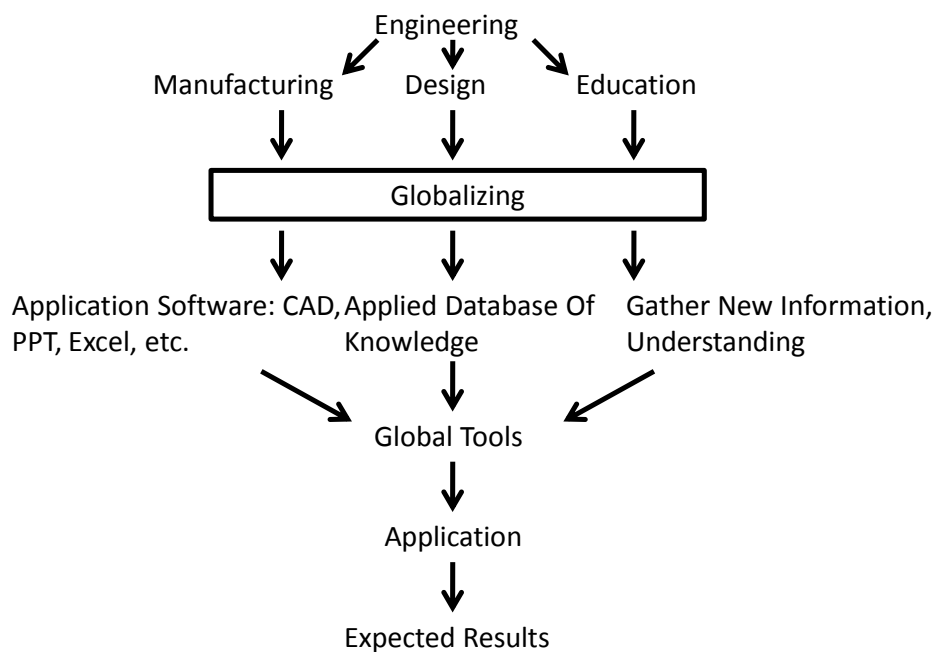 Engineering
Manufacturing
Design
Education
Globalizing
Application Software: CAD,
PPT, Excel, etc.
Applied Database Of
Knowledge
Gather New Information,
Understanding
Global Tools
Application
Expected Results